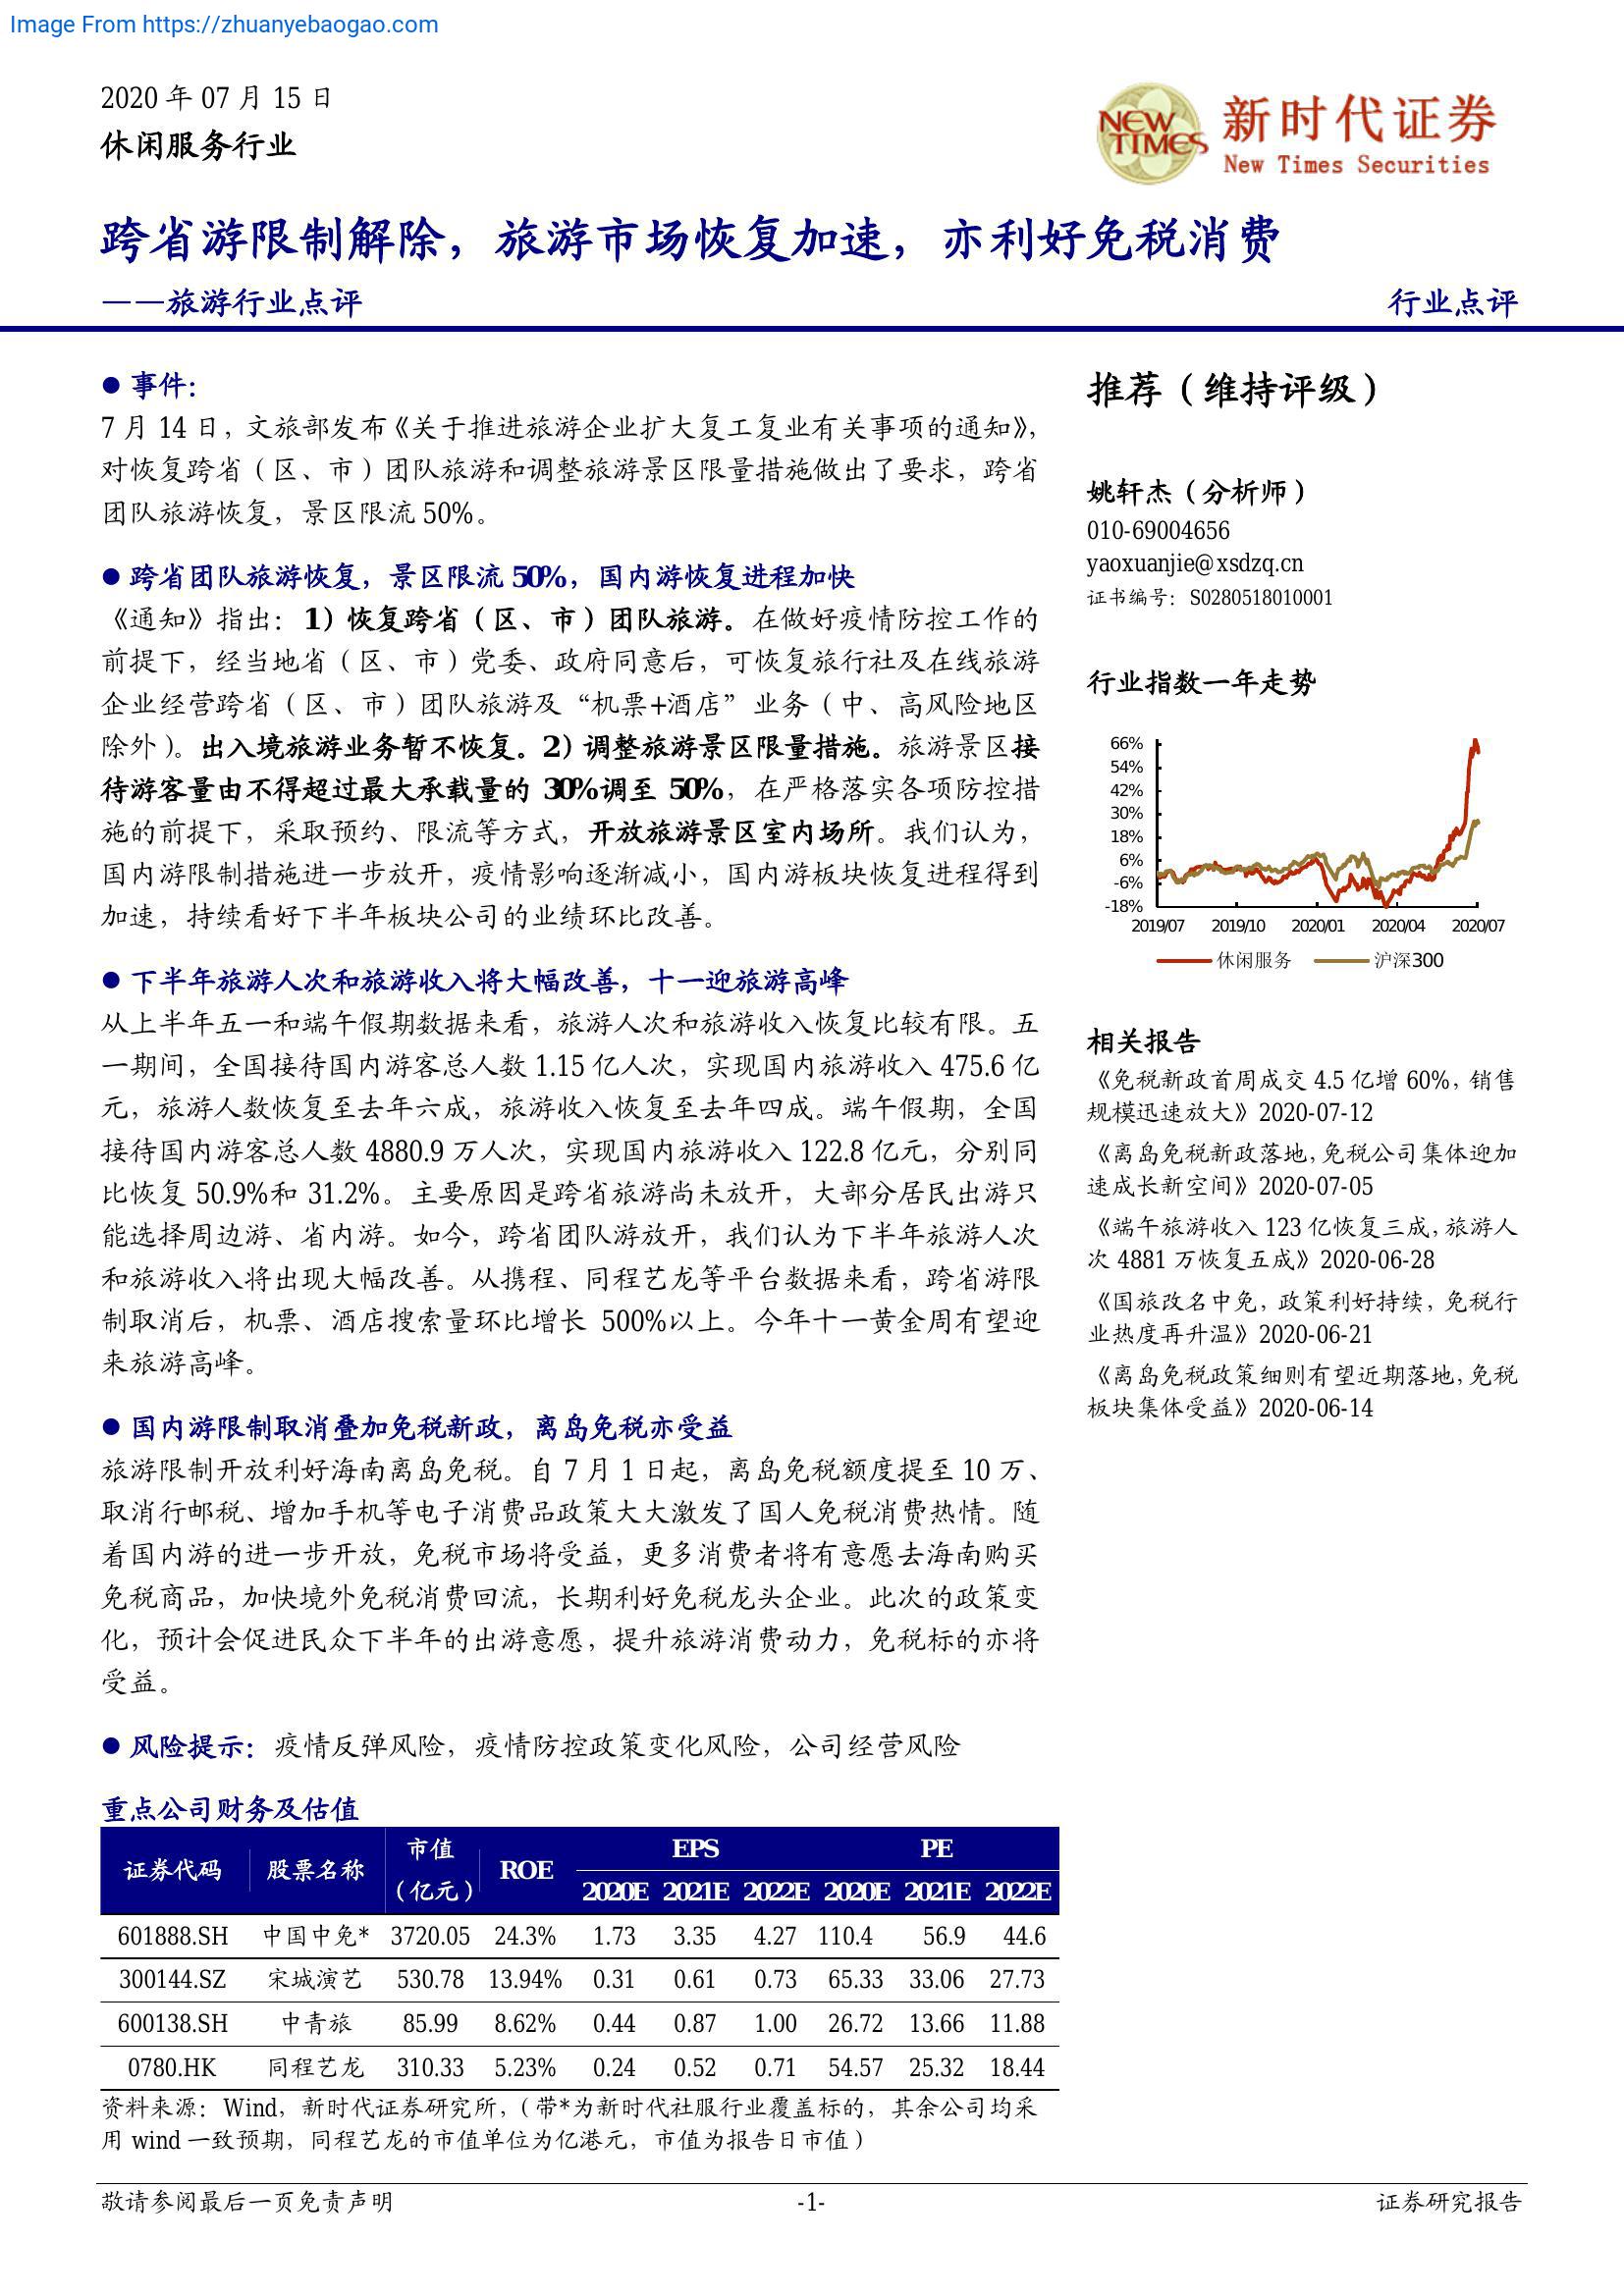 Image From https://zhuanyebaogao.com
2020 年 07 月 15 日
休闲服务行业
NEW TIMES
新时代证券
New Times Securities
跨省游限制解除，旅游市场恢复加速，亦利好免税消费
——旅游行业点评
行业点评
● 事件：
7 月 14 日，文旅部发布《关于推进旅游企业扩大复工复业有关事项的通知》，
对恢复跨省（区、市）团队旅游和调整旅游景区限量措施做出了要求，跨省
团队旅游恢复，景区限流 50%。
● 跨省团队旅游恢复，景区限流 50%，国内游恢复进程加快
《通知》指出：1）恢复跨省（区、市）团队旅游。在做好疫情防控工作的
前提下，经当地省（区、市）党委、政府同意后，可恢复旅行社及在线旅游
企业经营跨省（区、市）团队旅游及“机票+酒店”业务（中、高风险地区
除外）。出入境旅游业务暂不恢复。2）调整旅游景区限量措施。旅游景区接
待游客量由不得超过最大承载量的 30%调至 50%，在严格落实各项防控措
施的前提下，采取预约、限流等方式，开放旅游景区室内场所。我们认为，
国内游限制措施进一步放开，疫情影响逐渐减小，国内游板块恢复进程得到
加速，持续看好下半年板块公司的业绩环比改善。
● 下半年旅游人次和旅游收入将大幅改善，十一迎旅游高峰
从上半年五一和端午假期数据来看，旅游人次和旅游收入恢复比较有限。五
一期间，全国接待国内游客总人数 1.15 亿人次，实现国内旅游收入 475.6 亿
元，旅游人数恢复至去年六成，旅游收入恢复至去年四成。端午假期，全国
接待国内游客总人数 4880.9 万人次，实现国内旅游收入 122.8 亿元，分别同
比恢复 50.9%和 31.2%。主要原因是跨省旅游尚未放开，大部分居民出游只
能选择周边游、省内游。如今，跨省团队游放开，我们认为下半年旅游人次
和旅游收入将出现大幅改善。从携程、同程艺龙等平台数据来看，跨省游限
制取消后，机票、酒店搜索量环比增长 500%以上。今年十一黄金周有望迎
来旅游高峰。
● 国内游限制取消叠加免税新政，离岛免税亦受益
旅游限制开放利好海南离岛免税。自 7 月 1 日起，离岛免税额度提至 10 万、
取消行邮税、增加手机等电子消费品政策大大激发了国人免税消费热情。随
着国内游的进一步开放，免税市场将受益，更多消费者将有意愿去海南购买
免税商品，加快境外免税消费回流，长期利好免税龙头企业。此次的政策变
化，预计会促进民众下半年的出游意愿，提升旅游消费动力，免税标的亦将
受益。
● 风险提示：疫情反弹风险，疫情防控政策变化风险，公司经营风险
重点公司财务及估值
证券代码 股票名称 市值（亿元） ROE EPS PE
2020E 2021E 2022E 2020E 2021E 2022E
601888.SH 中国中免* 3720.05 24.3% 1.73 3.35 4.27 110.4 56.9 44.6
300144.SZ 宋城演艺 530.78 13.94% 0.31 0.61 0.73 65.33 33.06 27.73
600138.SH 中青旅 85.99 8.62% 0.44 0.87 1.00 26.72 13.66 11.88
0780.HK 同程艺龙 310.33 5.23% 0.24 0.52 0.71 54.57 25.32 18.44
资料来源：Wind，新时代证券研究所，（带*为新时代社服行业覆盖标的，其余公司均采
用 wind 一致预期，同程艺龙的市值单位为亿港元，市值为报告日市值）
推荐（维持评级）
姚轩杰（分析师）
010-69004656
yaoxuanjie@xsdzq.cn
证书编号：S0280518010001
行业指数一年走势
66%
54%
42%
30%
18%
6%
-6%
-18%
2019/07 2019/10 2020/01 2020/04 2020/07
休闲服务 沪深300
相关报告
《免税新政首周成交 4.5 亿增 60%，销售
规模迅速放大》2020-07-12
《离岛免税新政落地，免税公司集体迎加
速成长新空间》2020-07-05
《端午旅游收入 123 亿恢复三成，旅游人
次 4881 万恢复五成》2020-06-28
《国旅改名中免，政策利好持续，免税行
业热度再升温》2020-06-21
《离岛免税政策细则有望近期落地，免税
板块集体受益》2020-06-14
敬请参阅最后一页免责声明
-1-
证券研究报告